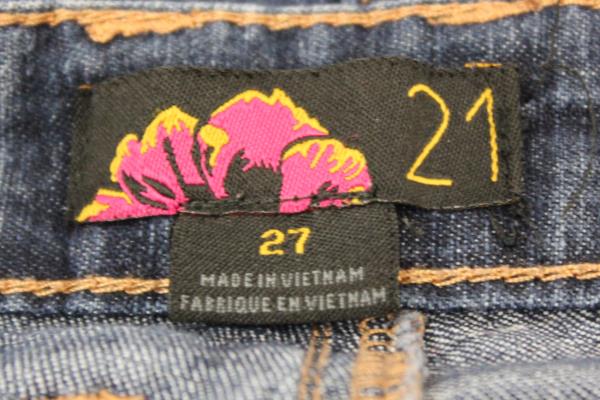 21
27
MADE IN VIETNAM
FABRIQUE EN VIETNAM